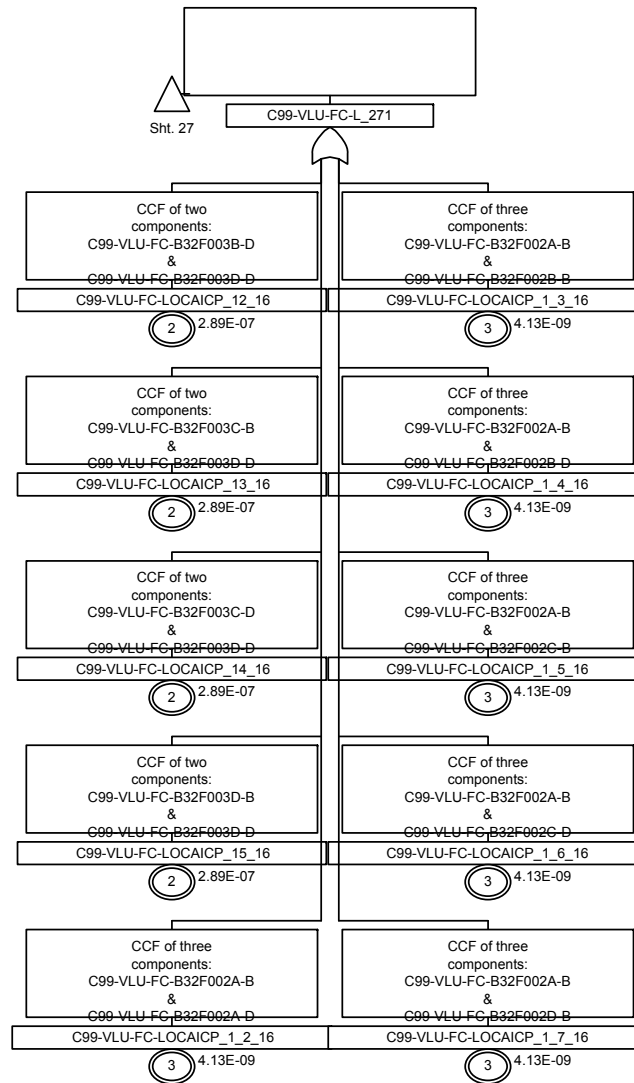 C99-VLU-FC-L_271
Sht. 27
CCF of two
components:
C99-VLU-FC-B32F003B-D
&
C99-VLU-FC-B32F003D-D
C99-VLU-FC-LOCAICP_12_16
2
2.89E-07
CCF of three
components:
C99-VLU-FC-B32F002A-B
&
C99-VLU-FC-B32F002B-B
C99-VLU-FC-LOCAICP_1_3_16
3
4.13E-09
CCF of two
components:
C99-VLU-FC-B32F003C-B
&
C99-VLU-FC-B32F003D-D
C99-VLU-FC-LOCAICP_13_16
2
2.89E-07
CCF of three
components:
C99-VLU-FC-B32F002A-B
&
C99-VLU-FC-B32F002B-D
C99-VLU-FC-LOCAICP_1_4_16
3
4.13E-09
CCF of two
components:
C99-VLU-FC-B32F003C-D
&
C99-VLU-FC-B32F003D-D
C99-VLU-FC-LOCAICP_14_16
2
2.89E-07
CCF of three
components:
C99-VLU-FC-B32F002A-B
&
C99-VLU-FC-B32F002C-B
C99-VLU-FC-LOCAICP_1_5_16
3
4.13E-09
CCF of two
components:
C99-VLU-FC-B32F003D-B
&
C99-VLU-FC-B32F003D-D
C99-VLU-FC-LOCAICP_15_16
2
2.89E-07
CCF of three
components:
C99-VLU-FC-B32F002A-B
&
C99-VLU-FC-B32F002C-D
C99-VLU-FC-LOCAICP_1_6_16
3
4.13E-09
CCF of three
components:
C99-VLU-FC-B32F002A-B
&
C99-VLU-FC-B32F002A-D
C99-VLU-FC-LOCAICP_1_2_16
3
4.13E-09
CCF of three
components:
C99-VLU-FC-B32F002A-B
&
C99-VLU-FC-B32F002D-B
C99-VLU-FC-LOCAICP_1_7_16
3
4.13E-09